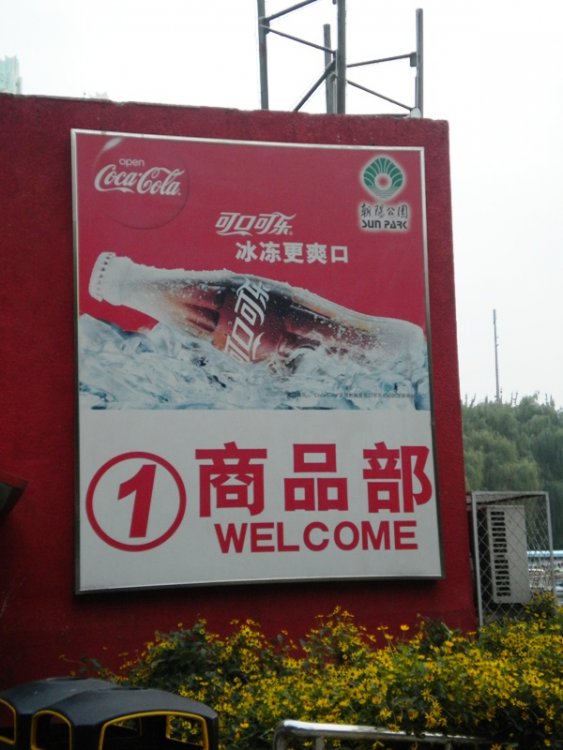 open
Coca-Cola
朝阳公园
SUN PARK
可口可乐
冰冻更爽口
可口可
①商品部
WELCOME